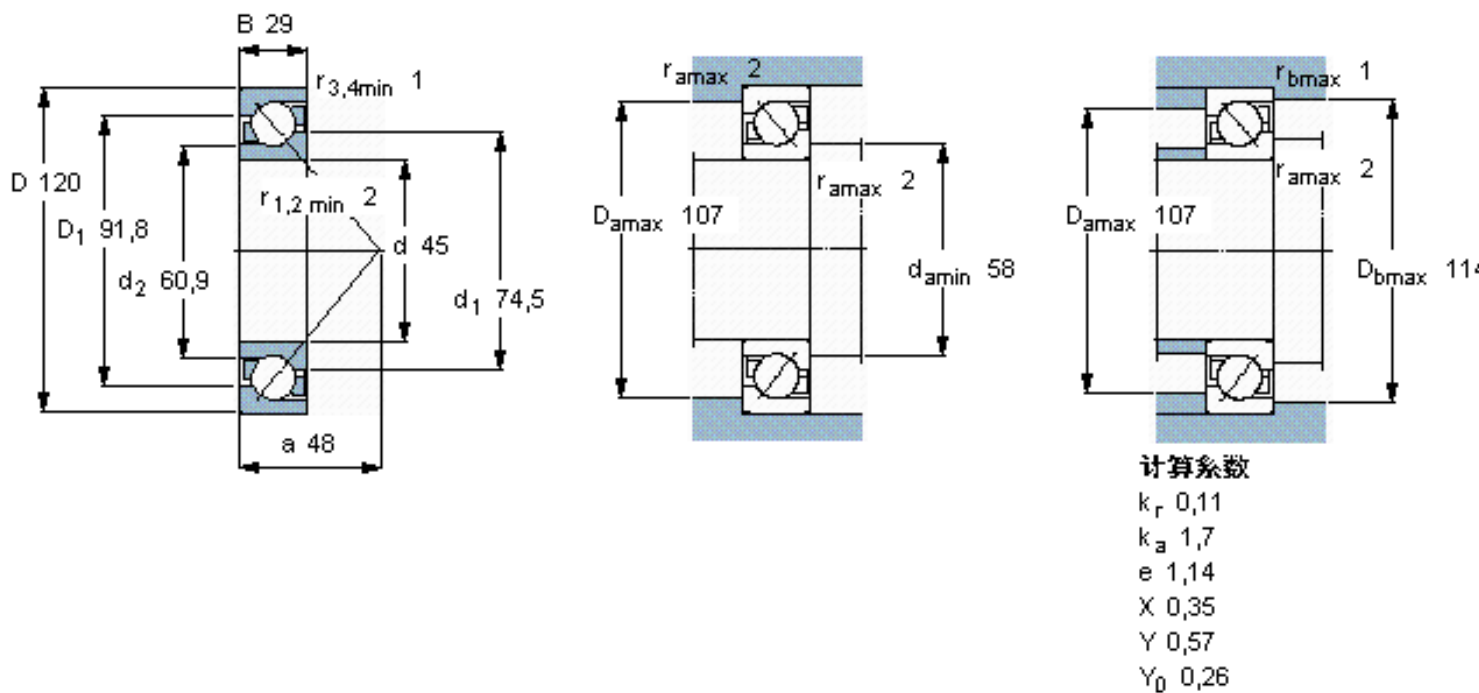 B 29
r3,4min 1
D 120
D1 91,8
r1,2 min 2
d 45
d2 60,9
d1 74,5
a 48
ramax 2
ramax 2
Damax 107
damin 58
rbmax 1
ramax 2
Damax 107
Dbmax 114
计算系数
kr 0,11
ka 1,7
e 1,14
X 0,35
Y 0,57
Y0 0,26